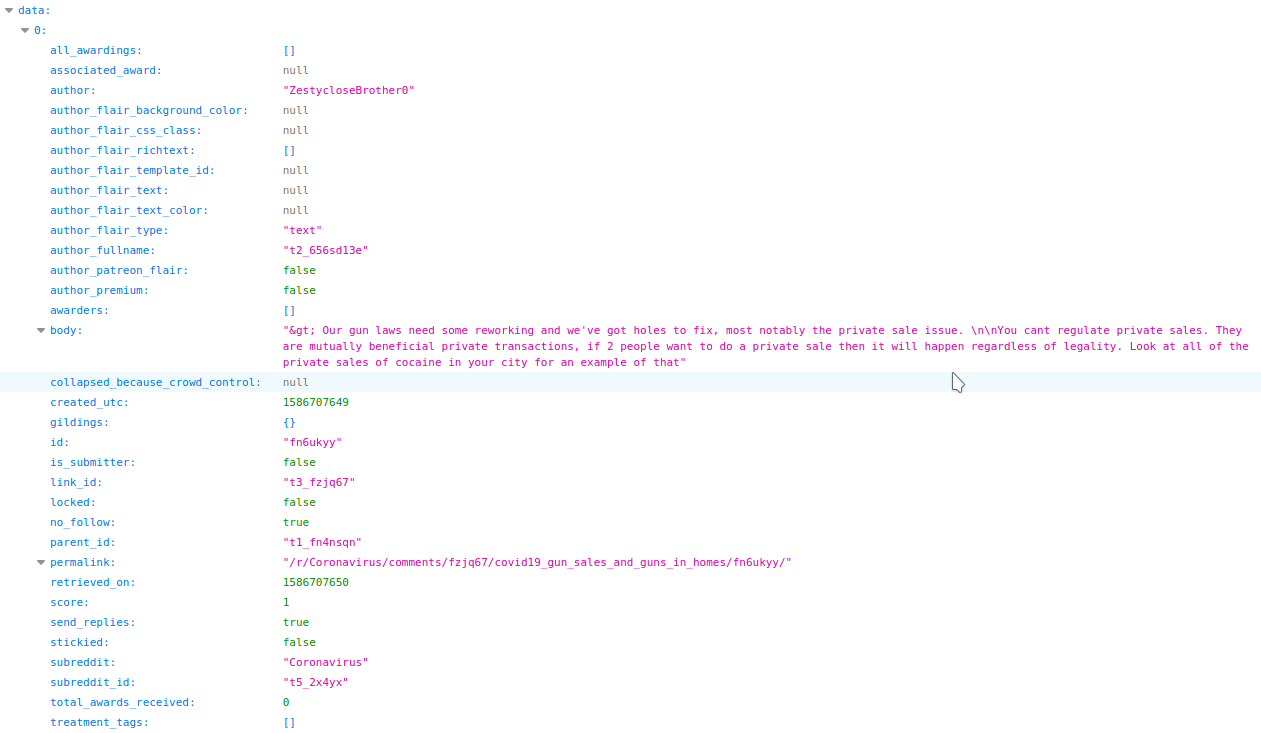 data:
0:
all_awardings: []
associated_award: null
author: "ZestycloseBrother0"
author_flair_background_color: null
author_flair_css_class: null
author_flair_richtext: []
author_flair_template_id: null
author_flair_text: null
author_flair_text_color: null
author_flair_type: "text"
author_fullname: "t2_656sd13e"
author_patreon_flair: false
author_premium: false
awarders: []
body: "&gt; Our gun laws need some reworking and we've got holes to fix, most notably the private sale issue. \n\nYou cant regulate private sales. They
are mutually beneficial private transactions, if 2 people want to do a private sale then it will happen regardless of legality. Look at all of the
private sales of cocaine in your city for an example of that"
collapsed_because_crowd_control: null
created_utc: 1586707649
gildings: {}
id: "fn6ukyy"
is_submitter: false
link_id: "t3_fzjq67"
locked: false
no_follow: true
parent_id: "t1_fn4nsqn"
permalink: "/r/Coronavirus/comments/fzjq67/covid19_gun_sales_and_guns_in_homes/fn6ukyy/"
retrieved_on: 1586707650
score: 1
send_replies: true
stickied: false
subreddit: "Coronavirus"
subreddit_id: "t5_2x4yx"
total_awards_received: 0
treatment_tags: []